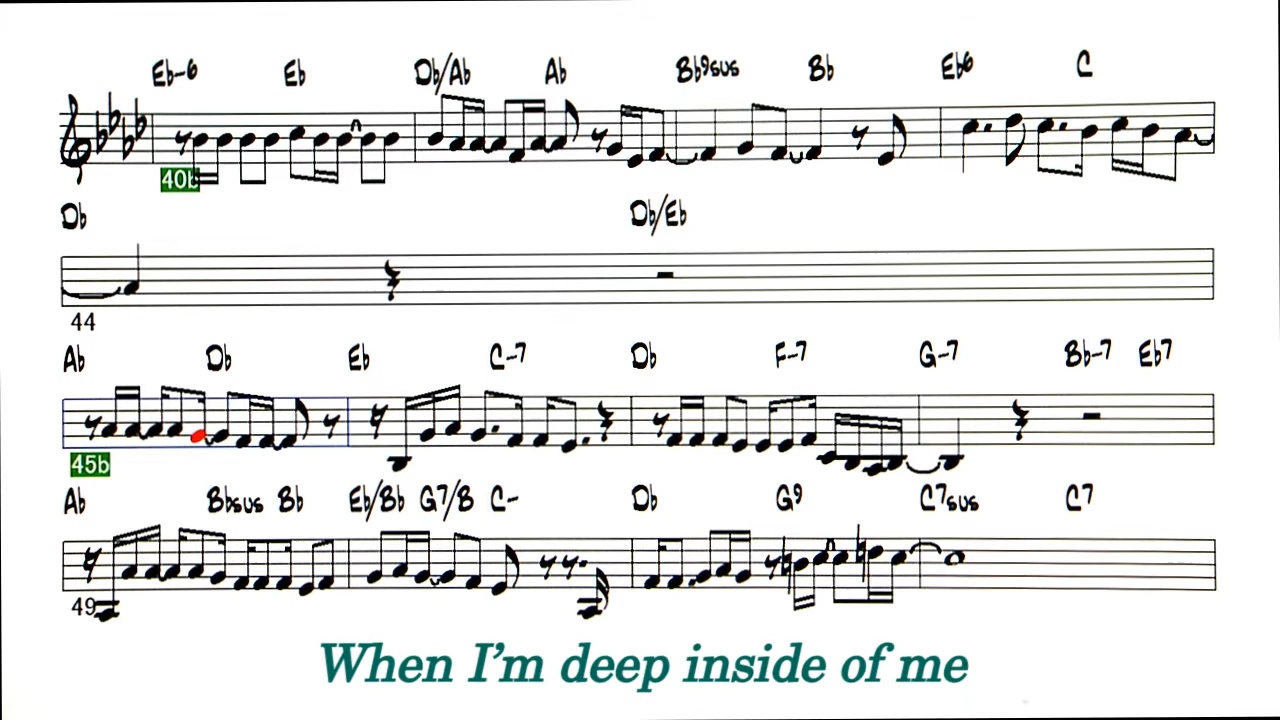 Eb-6 Eb Db/Ab Ab Bb9sus Bb Eb6 C
40b
Db Db/Eb
44
Ab Db Eb C-7 Db F-7 G-7 Bb-7 Eb7
45b
Ab Bbsus Bb Eb/Bb G7/B C- Db G9 C7sus C7
49
When I'm deep inside of me